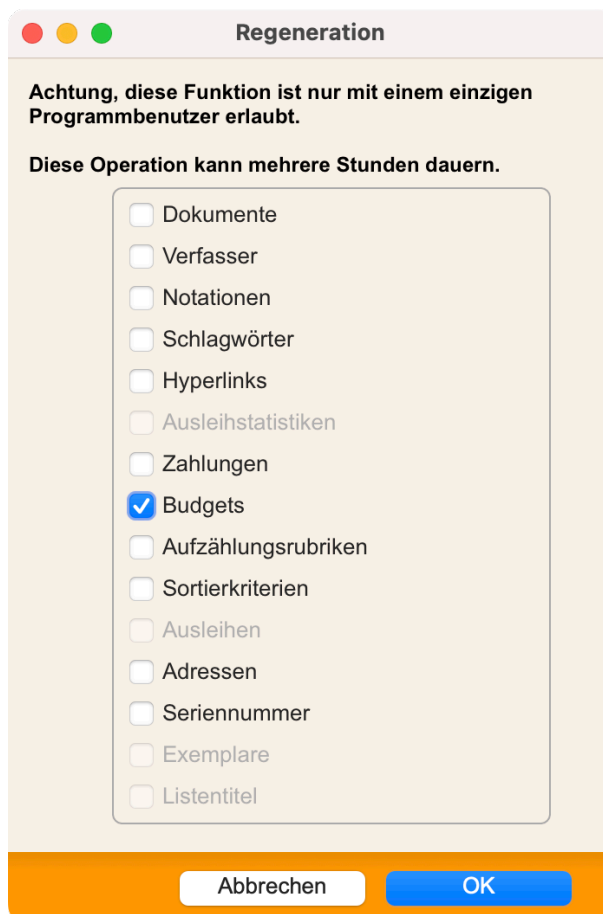 Regeneration
Achtung, diese Funktion ist nur mit einem einzigen
Programmbenutzer erlaubt.
Diese Operation kann mehrere Stunden dauern.
Dokumente
Verfasser
Notationen
Schlagwörter
Hyperlinks
Ausleihstatistiken
Zahlungen
Budgets
Aufzählungsrubriken
Sortierkriterien
Ausleihen
Adressen
Seriennummer
Exemplare
Listentitel
Abbrechen
OK